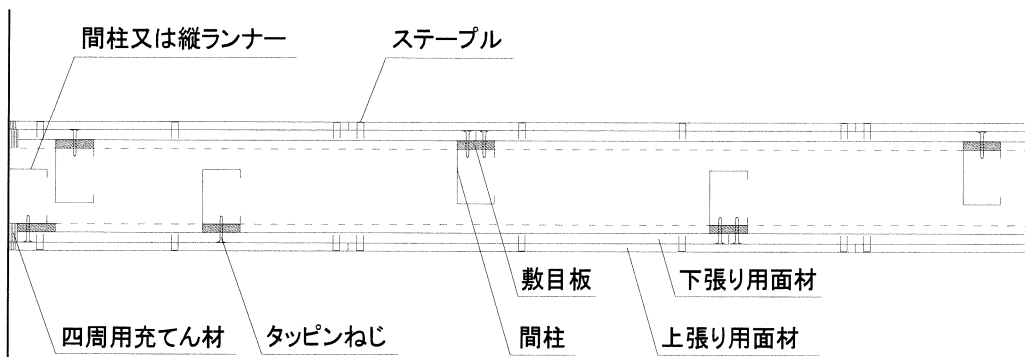 間柱又は縦ランナー
ステープル
敷目板
下張り用面材
四周用充てん材
タッピンねじ
間柱
上張り用面材